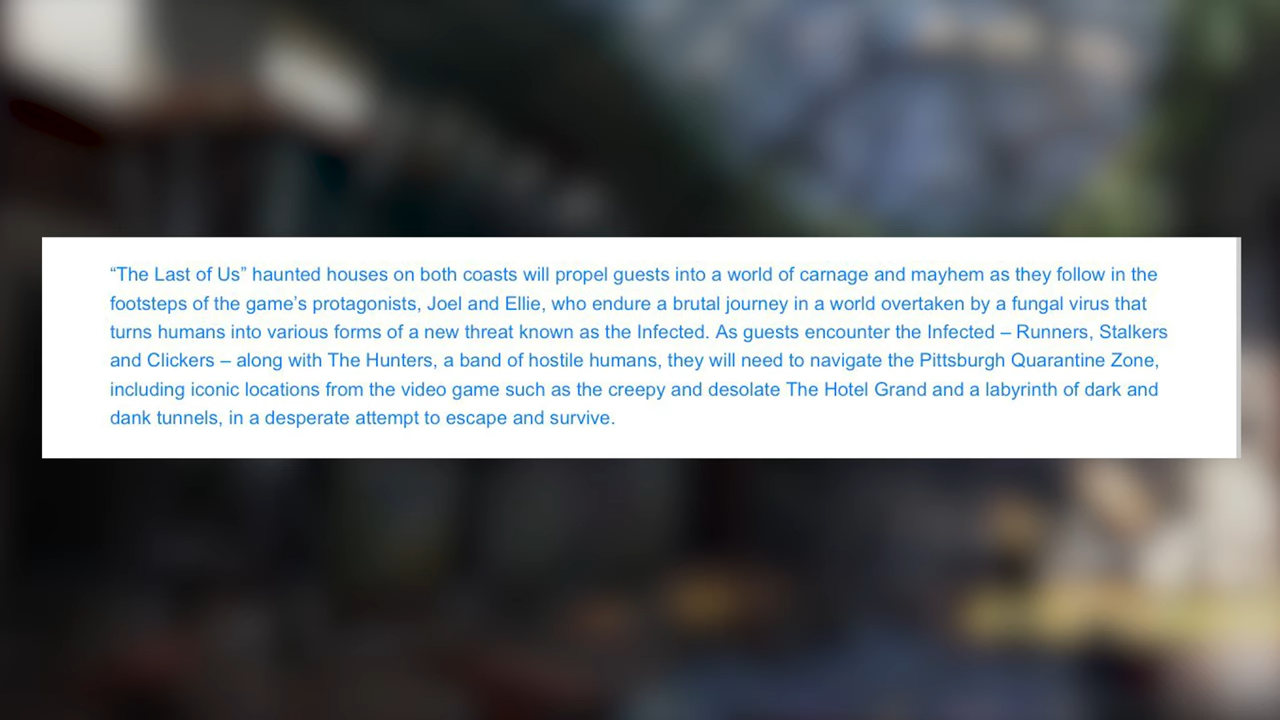 “The Last of Us” haunted houses on both coasts will propel guests into a world of carnage and mayhem as they follow in the
footsteps of the game’s protagonists, Joel and Ellie, who endure a brutal journey in a world overtaken by a fungal virus that
turns humans into various forms of a new threat known as the Infected. As guests encounter the Infected – Runners, Stalkers
and Clickers – along with The Hunters, a band of hostile humans, they will need to navigate the Pittsburgh Quarantine Zone,
including iconic locations from the video game such as the creepy and desolate The Hotel Grand and a labyrinth of dark and
dank tunnels, in a desperate attempt to escape and survive.